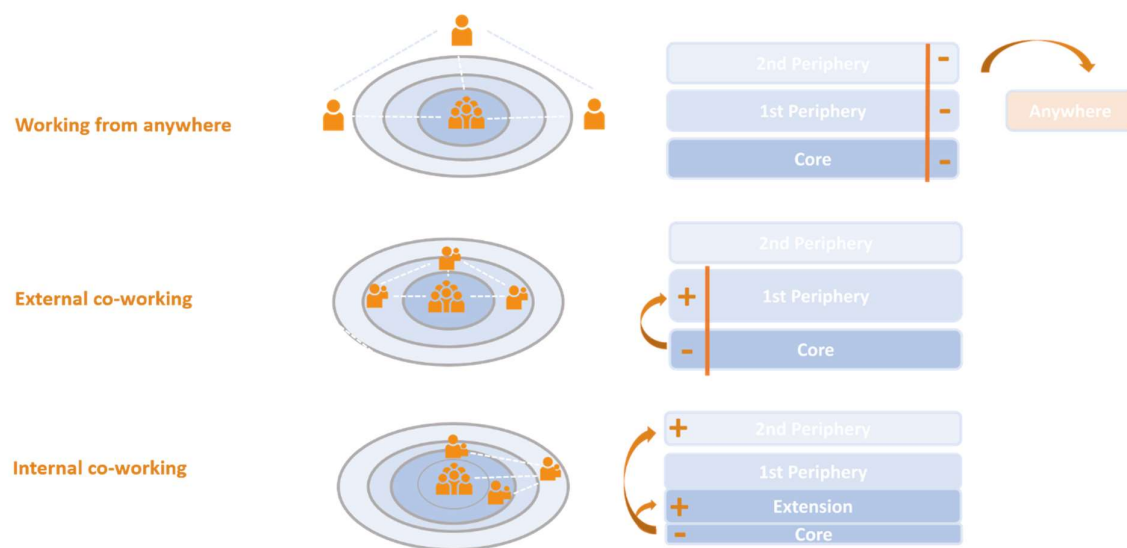 Working from anywhere
2nd Periphery -
1st Periphery -
Core -
Anywhere
External co-working
2nd Periphery
+ 1st Periphery
- Core
Internal co-working
+ 2nd Periphery
1st Periphery
+ Extension
- Core